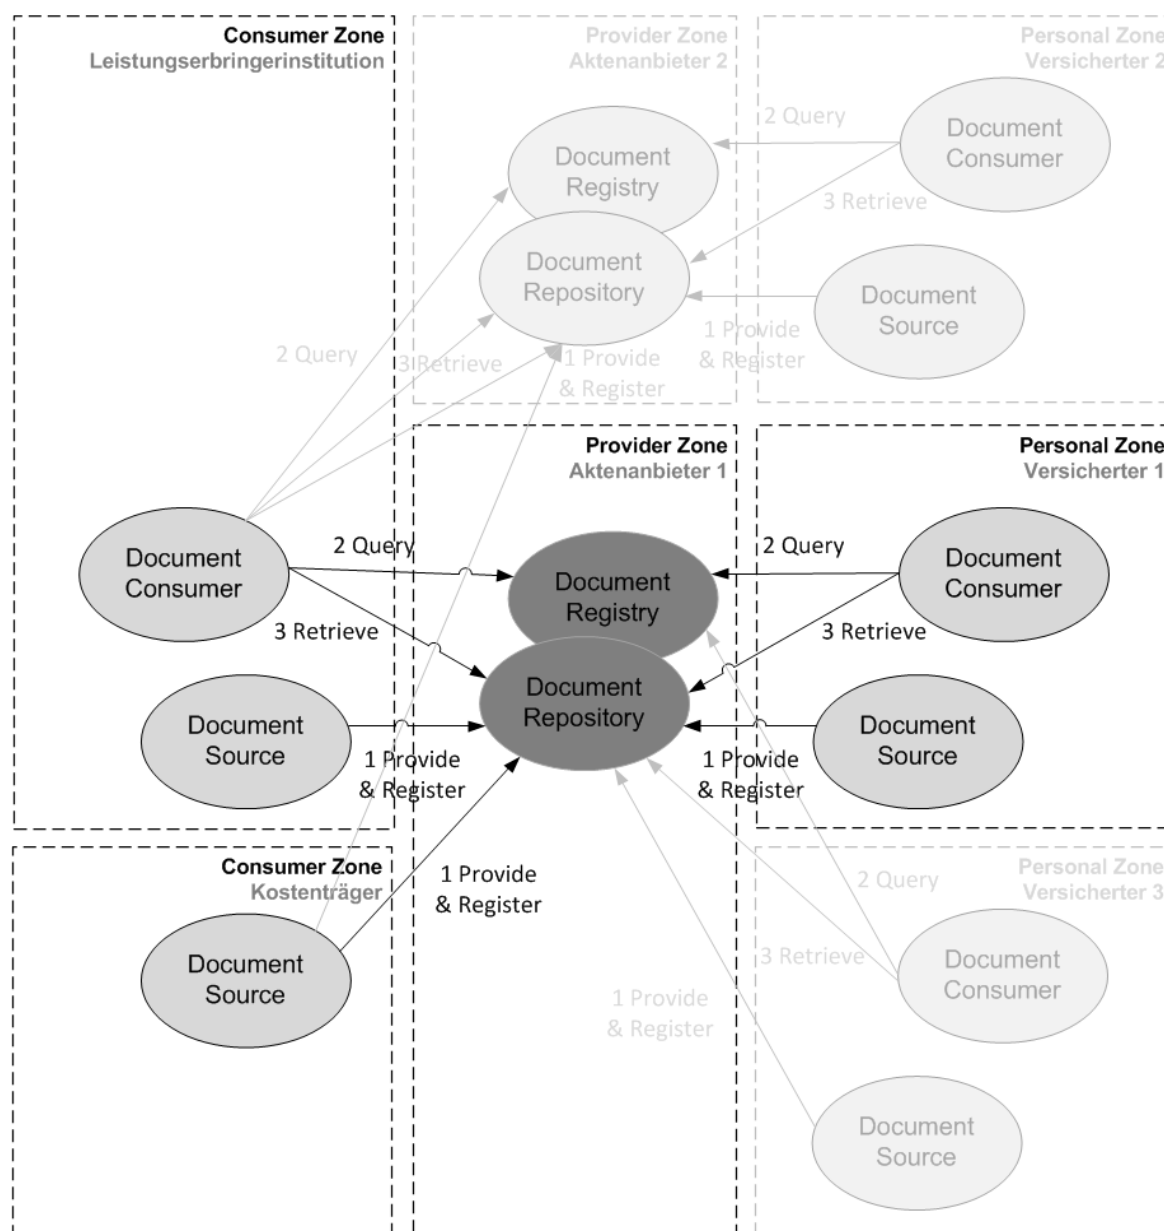 Consumer Zone
Leistungserbringerinstitution
Provider Zone
Aktenanbieter 2
Personal Zone
Versicherter 2
Document
Registry
Document
Repository
2 Query
3 Retrieve
Document
Consumer
Document
Source
1 Provide
& Register
2 Query
3 Retrieve
1 Provide
& Register
Provider Zone
Aktenanbieter 1
Personal Zone
Versicherter 1
Document
Consumer
2 Query
3 Retrieve
Document
Source
1 Provide
& Register
Document
Registry
Document
Repository
2 Query
3 Retrieve
Document
Consumer
Document
Source
1 Provide
& Register
Consumer Zone
Kostenträger
Document
Source
1 Provide
& Register
Personal Zone
Versicherter 3
2 Query
3 Retrieve
Document
Consumer
1 Provide
& Register
Document
Source